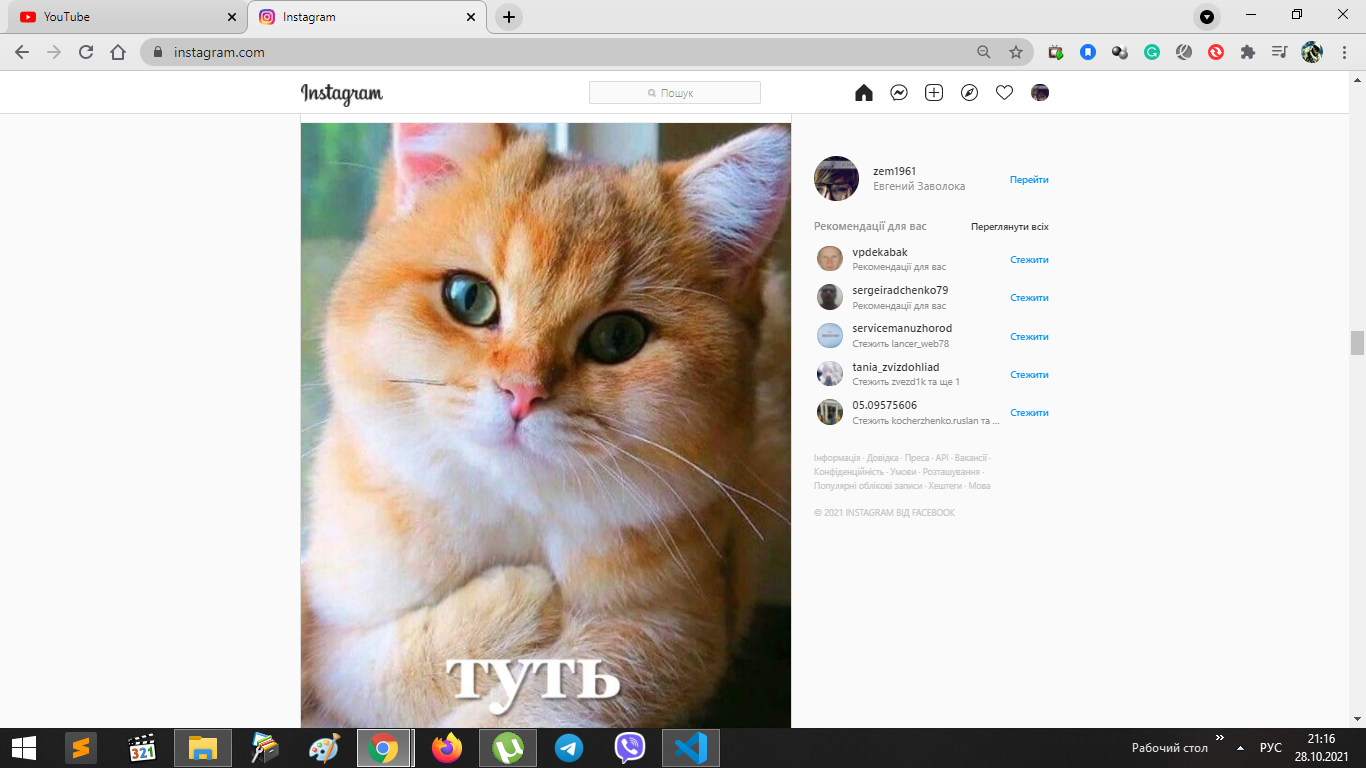 YouTube
Instagram
instagram.com
Instagram
Пошук
zem1961
Евгений Заволока
Перейти
Рекомендації для вас
Переглянути всіх
vpdekabak
Рекомендації для вас
Стежити
sergeiradchenko79
Рекомендації для вас
Стежити
servicemanuzhorod
Стежить lancer_web78
Стежити
tania_zvizdohliad
Стежить zvezd1k та ще 1
Стежити
05.09575606
Стежить kocherzhenko.ruslan та ...
Стежити
Інформація · Довідка · Преса · API · Вакансії ·
Конфіденційність · Умови · Розташування ·
Популярні облікові записи · Хештеги · Мова
© 2021 INSTAGRAM ВІД FACEBOOK
туть
321
Рабочий стол
РУС
21:16
28.10.2021